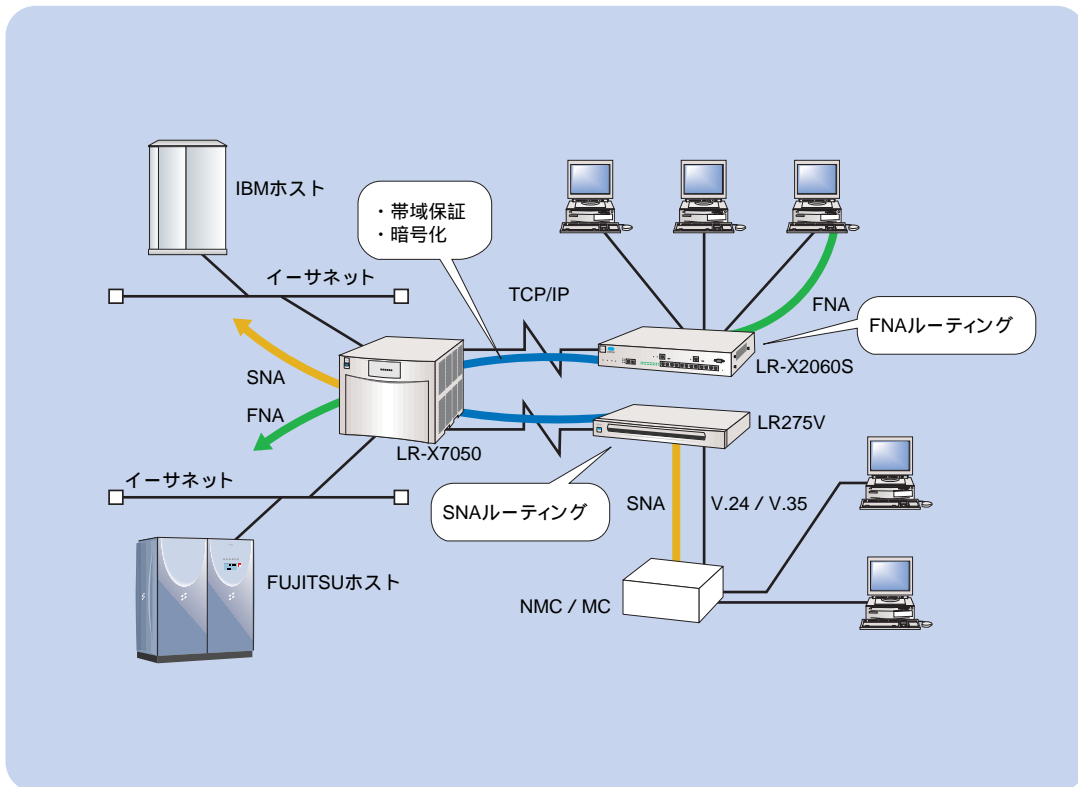 IBMホスト
・帯域保証
・暗号化
イーサネット
TCP/IP
FNA
FNAルーティング
LR-X2060S
SNA
FNA
LR-X7050
LR275V
イーサネット
SNAルーティング
SNA
V.24 / V.35
FUJITSUホスト
NMC / MC